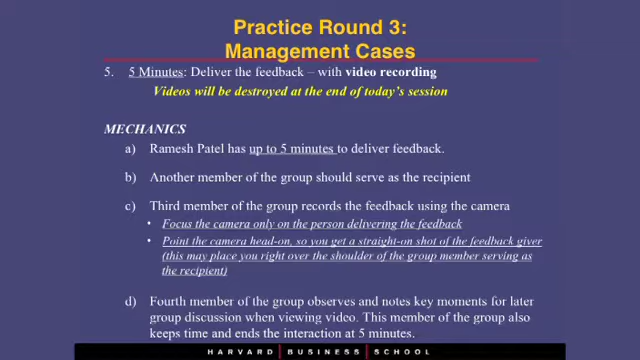 Practice Round 3:
Management Cases
5. 5 Minutes: Deliver the feedback – with video recording
Videos will be destroyed at the end of today's session
MECHANICS
a) Ramesh Patel has up to 5 minutes to deliver feedback.
b) Another member of the group should serve as the recipient
c) Third member of the group records the feedback using the camera
• Focus the camera only on the person delivering the feedback
• Point the camera head-on, so you get a straight-on shot of the feedback giver
(this may place you right over the shoulder of the group member serving as
the recipient)
d) Fourth member of the group observes and notes key moments for later
group discussion when viewing video. This member of the group also
keeps time and ends the interaction at 5 minutes.
HARVARD BUSINESS SCHOOL